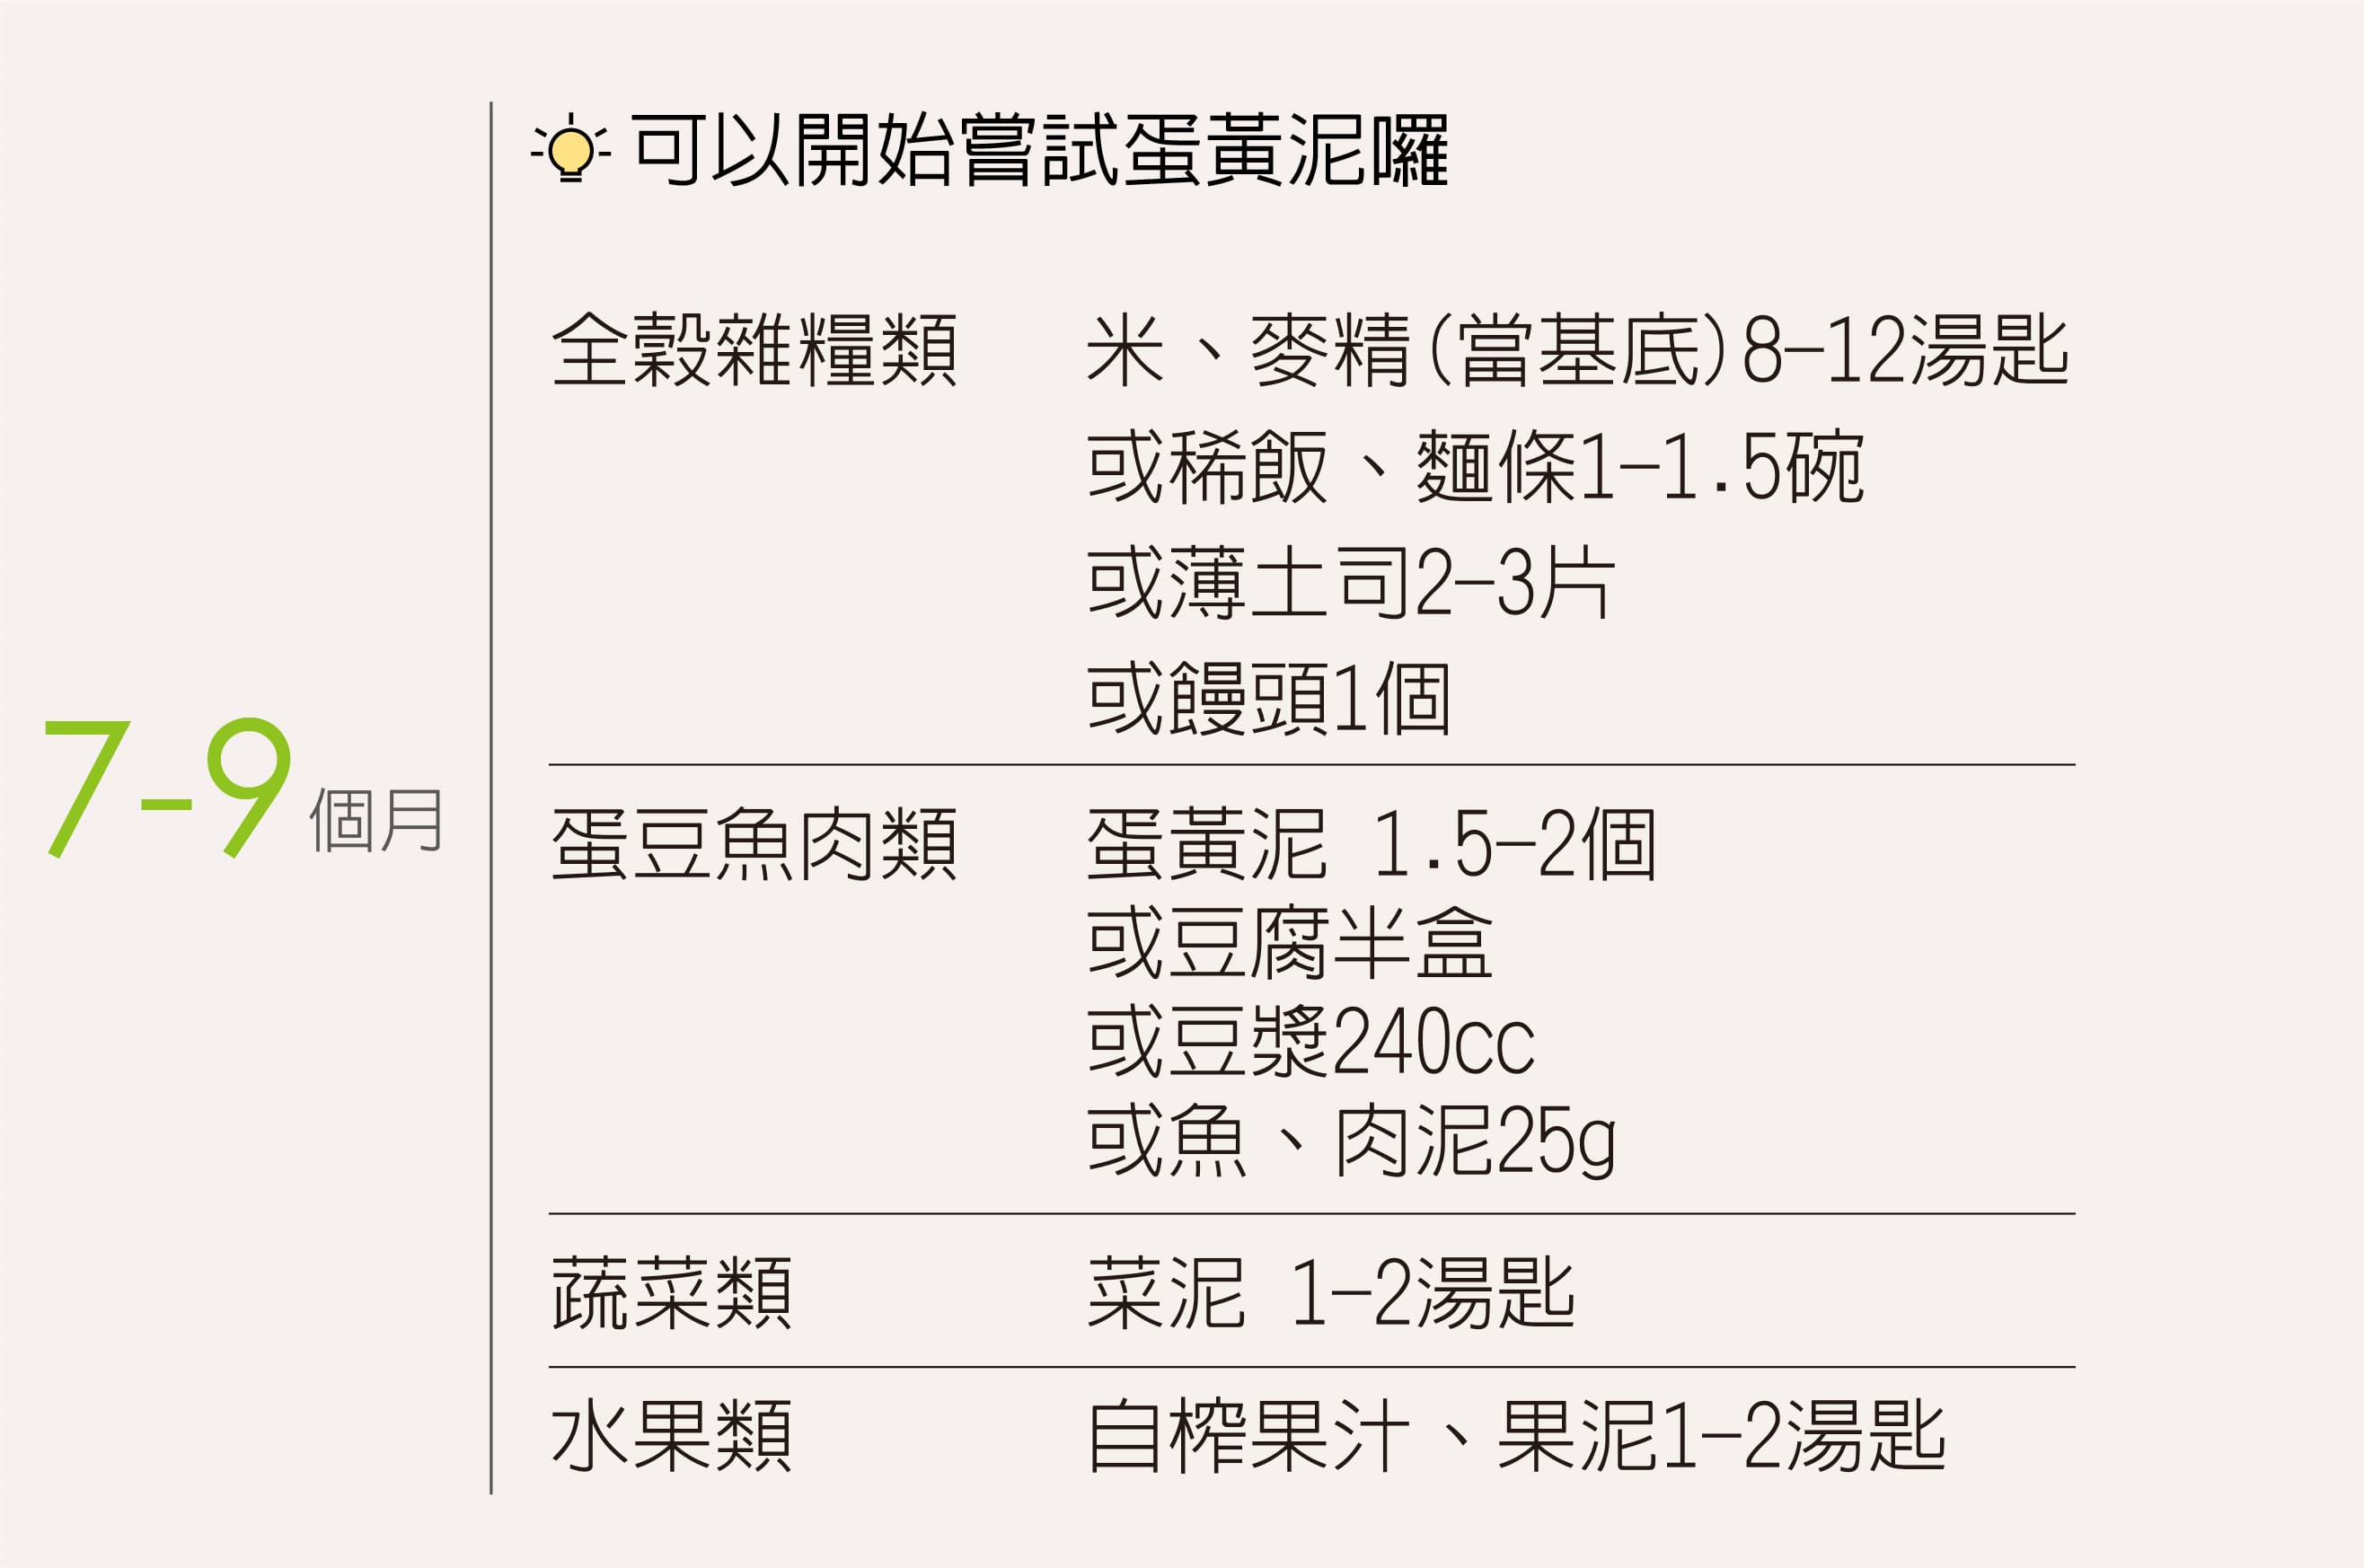 可以開始嘗試蛋黃泥囉
7-9個月
全穀雜糧類 米、麥精(當基底)8-12湯匙
或稀飯、麵條1-1.5碗
或薄土司2-3片
或饅頭1個
蛋豆魚肉類 蛋黃泥 1.5-2個
或豆腐半盒
或豆漿240cc
或魚、肉泥25g
蔬菜類 菜泥 1-2湯匙
水果類 自榨果汁、果泥1-2湯匙